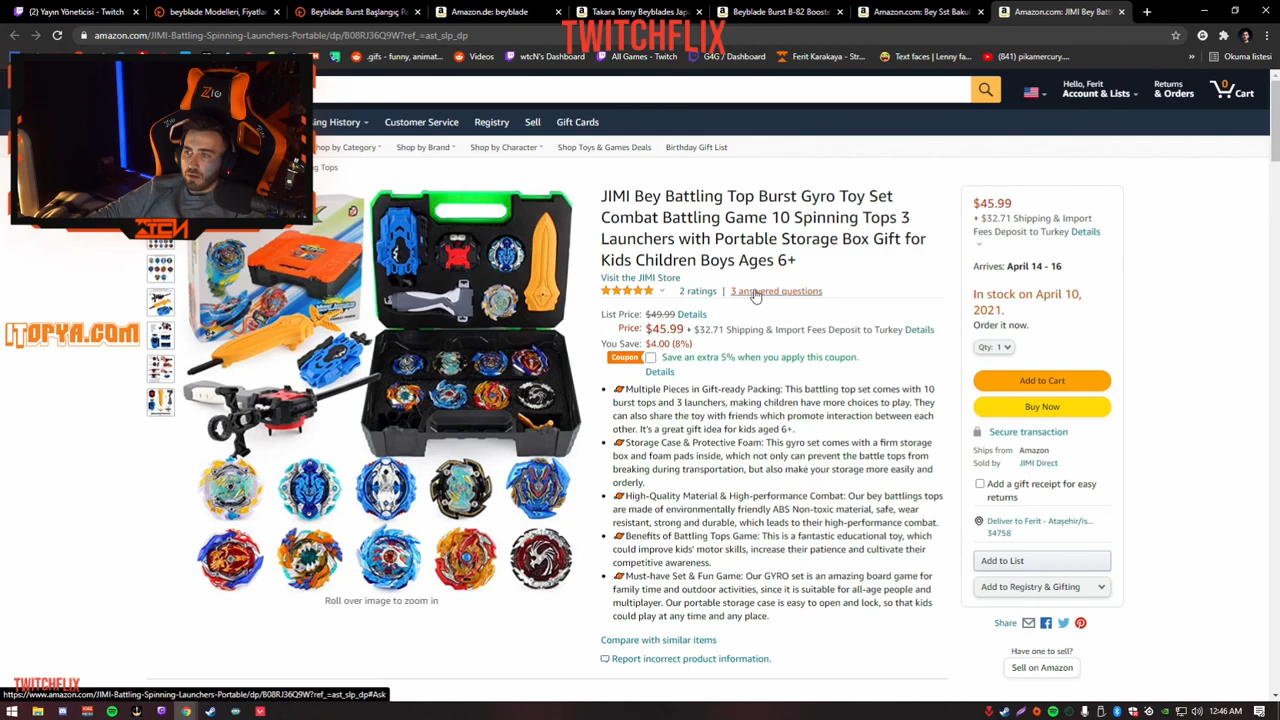 (1) Yayın Yöneticisi
beyblade Modelleri, Fiyatla
Beyblade Burst Başlangıç
Amazon.com: beyblade
Takara Tomy Beyblades Jap
Beyblade Burst B-82 Booste
Amazon.com: Bey Sst Baku
Amazon.com: JIMI Bey Batt
TWITCHFLIX
amazon.com/JIMI-Battling-Spinning-Launchers-Portable/dp/B08RJ36Q9W?ref_=ast_slp_dp
.gifs - funny, animat...
Videos
wtcN's Dashboard
All Games - Twitch
G4G / Dashboard
Ferit Karakaya - Str...
Text faces | Lenny fa...
(841) pikamercury....
»
Okuma listesi
Hello, Ferit
Account & Lists
Returns
& Orders
0
Cart
ing History
Customer Service
Registry
Sell
Gift Cards
hop by Category
Shop by Brand
Shop by Character
Shop Toys & Games Deals
Birthday Gift List
ng Tops
ZIG
iTOPYA.COM
JIMI Bey Battling Top Burst Gyro Toy Set
Combat Battling Game 10 Spinning Tops 3
Launchers with Portable Storage Box Gift for
Kids Children Boys Ages 6+
Visit the JIMI Store
2 ratings | 3 answered questions
List Price: $49.99 Details
Price: $45.99 + $32.71 Shipping & Import Fees Deposit to Turkey Details
You Save: $4.00 (8%)
Coupon Save an extra 5% when you apply this coupon.
Details
Multiple Pieces in Gift-ready Packing: This battling top set comes with 10
burst tops and 3 launchers, making children have more choices to play. They
can also share the toy with friends which promote interaction between each
other. It's a great gift idea for kids aged 6+.
Storage Case & Protective Foam: This gyro set comes with a firm storage
box and foam pads inside, which not only can prevent the battle tops from
breaking during transportation, but also make your storage more easily and
orderly.
High-Quality Material & High-performance Combat: Our bey battlings tops
are made of environmentally friendly ABS Non-toxic material, safe, wear
resistant, strong and durable, which leads to their high-performance combat.
Benefits of Battling Tops Game: This is a fantastic educational toy, which
could improve kids' motor skills, increase their patience and cultivate their
competitive awareness.
Must-have Set & Fun Game: Our GYRO set is an amazing board game for
family time and outdoor activities, since it is suitable for all-age people and
multiplayer. Our portable storage case is easy to open and lock, so that kids
could play at any time and any place.
Compare with similar items
Report incorrect product information.
Roll over image to zoom in
$45.99
+ $32.71 Shipping & Import
Fees Deposit to Turkey Details
Arrives: April 14 - 16
In stock on April 10,
2021.
Order it now.
Qty: 1
Add to Cart
Buy Now
Secure transaction
Ships from Amazon
Sold by JIMI Direct
Add a gift receipt for easy
returns
Deliver to Ferit - Ataşehir/is...
34758
Add to List
Add to Registry & Gifting
Share
Have one to sell?
Sell on Amazon
TWITCHFLIX
https://www.amazon.com/JIMI-Battling-Spinning-Launchers-Portable/dp/B08RJ36Q9W?ref_=ast_slp_dp#Ask
12:46 AM